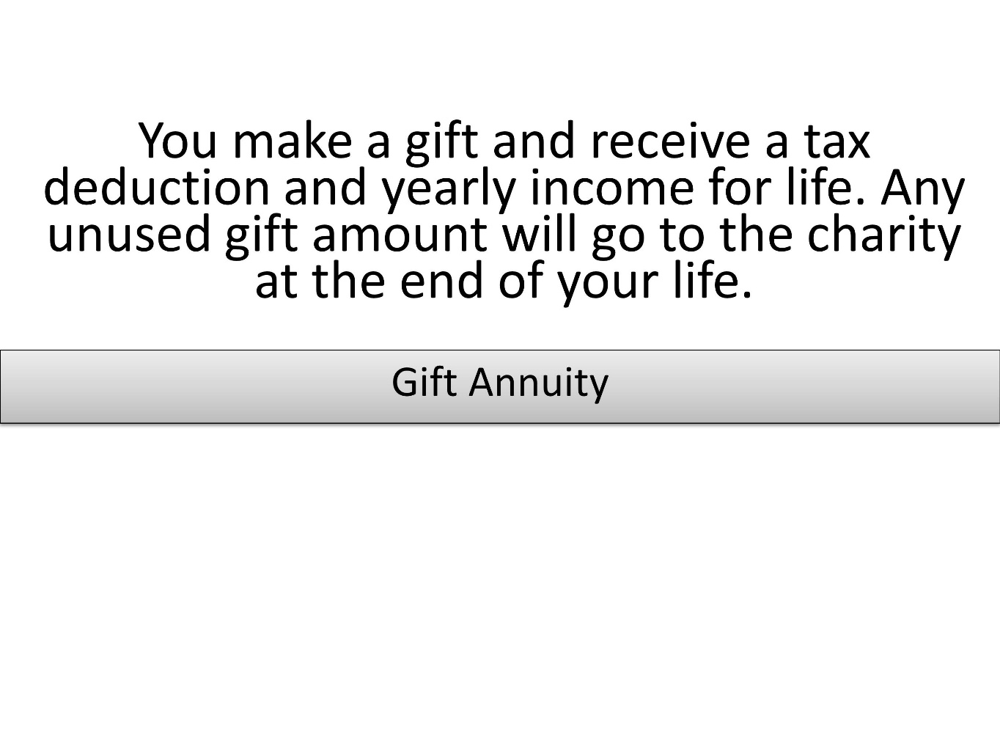 You make a gift and receive a tax
deduction and yearly income for life. Any
unused gift amount will go to the charity
at the end of your life.
Gift Annuity